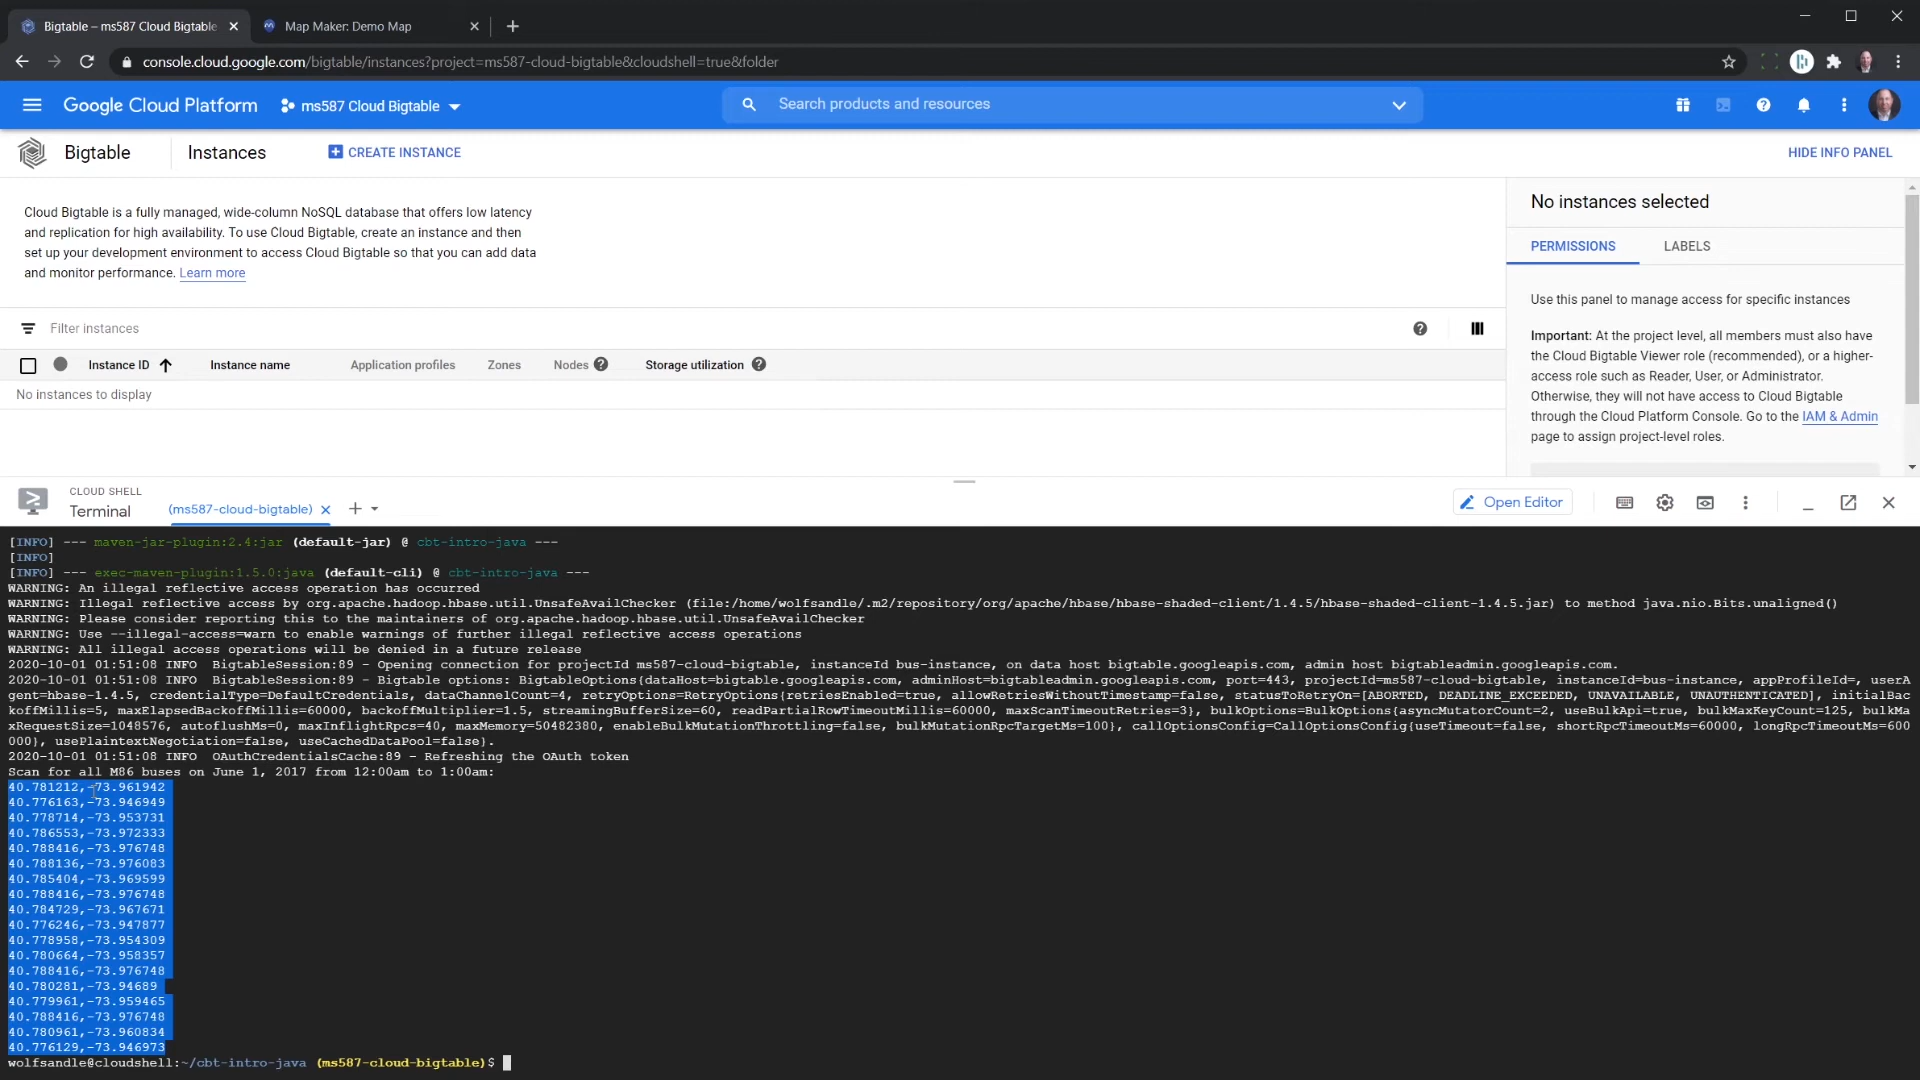 Bigtable – ms587 Cloud Bigtable
Map Maker: Demo Map
console.cloud.google.com/bigtable/instances?project=ms587-cloud-bigtable&cloudshell=true&folder
Google Cloud Platform
ms587 Cloud Bigtable
Search products and resources
Bigtable
Instances
CREATE INSTANCE
HIDE INFO PANEL
Cloud Bigtable is a fully managed, wide-column NoSQL database that offers low latency
and replication for high availability. To use Cloud Bigtable, create an instance and then
set up your development environment to access Cloud Bigtable so that you can add data
and monitor performance. Learn more
Filter instances
Instance ID
Instance name
Application profiles
Zones
Nodes
Storage utilization
No instances to display
No instances selected
PERMISSIONS
LABELS
Use this panel to manage access for specific instances
Important: At the project level, all members must also have
the Cloud Bigtable Viewer role (recommended), or a higher-
access role such as Reader, User, or Administrator.
Otherwise, they will not have access to Cloud Bigtable
through the Cloud Platform Console. Go to the IAM & Admin
page to assign project-level roles.
CLOUD SHELL
Terminal
(ms587-cloud-bigtable)
Open Editor
[INFO] --- maven-jar-plugin:2.4:jar (default-jar) @ cbt-intro-java ---
[INFO]
[INFO] --- exec-maven-plugin:1.5.0:java (default-cli) @ cbt-intro-java ---
WARNING: An illegal reflective access operation has occurred
WARNING: Illegal reflective access by org.apache.hadoop.hbase.util.UnsafeAvailChecker (file:/home/wolfsandle/.m2/repository/org/apache/hbase/hbase-shaded-client/1.4.5/hbase-shaded-client-1.4.5.jar) to method java.nio.Bits.unaligned()
WARNING: Please consider reporting this to the maintainers of org.apache.hadoop.hbase.util.UnsafeAvailChecker
WARNING: Use --illegal-access=warn to enable warnings of further illegal reflective access operations
WARNING: All illegal access operations will be denied in a future release
2020-10-01 01:51:08 INFO  BigtableSession:89 - Opening connection for projectId ms587-cloud-bigtable, instanceId bus-instance, on data host bigtable.googleapis.com, admin host bigtableadmin.googleapis.com.
2020-10-01 01:51:08 INFO  BigtableSession:89 - Bigtable options: BigtableOptions{dataHost=bigtable.googleapis.com, adminHost=bigtableadmin.googleapis.com, port=443, projectId=ms587-cloud-bigtable, instanceId=bus-instance, appProfileId=, userA
gent=hbase-1.4.5, credentialType=DefaultCredentials, dataChannelCount=4, retryOptions=RetryOptions{retriesEnabled=true, allowRetriesWithoutTimestamp=false, statusToRetryOn=[ABORTED, DEADLINE_EXCEEDED, UNAVAILABLE, UNAUTHENTICATED], initialBac
koffMillis=5, maxElapsedBackoffMillis=60000, backoffMultiplier=1.5, streamingBufferSize=60, readPartialRowTimeoutMillis=60000, maxScanTimeoutRetries=3}, bulkOptions=BulkOptions{asyncMutatorCount=2, useBulkApi=true, bulkMaxKeyCount=125, bulkMa
xRequestSize=1048576, autoflushMs=0, maxInflightRpcs=40, maxMemory=50482380, enableBulkMutationThrottling=false, bulkMutationRpcTargetMs=100}, callOptionsConfig=CallOptionsConfig{useTimeout=false, shortRpcTimeoutMs=60000, longRpcTimeoutMs=600
000}, usePlaintextNegotiation=false, useCachedDataPool=false}.
2020-10-01 01:51:08 INFO  OAuthCredentialsCache:89 - Refreshing the OAuth token
Scan for all M86 buses on June 1, 2017 from 12:00am to 1:00am:
40.781212,-73.961942
40.776163,-73.946949
40.778714,-73.953731
40.786553,-73.972333
40.788416,-73.976748
40.788136,-73.976083
40.785404,-73.969599
40.788416,-73.976748
40.784729,-73.967671
40.776246,-73.947877
40.778958,-73.954309
40.780664,-73.958357
40.788416,-73.976748
40.780281,-73.94689
40.779961,-73.959465
40.788416,-73.976748
40.780961,-73.960834
40.776129,-73.946973
wolfsandle@cloudshell:~/cbt-intro-java (ms587-cloud-bigtable)$